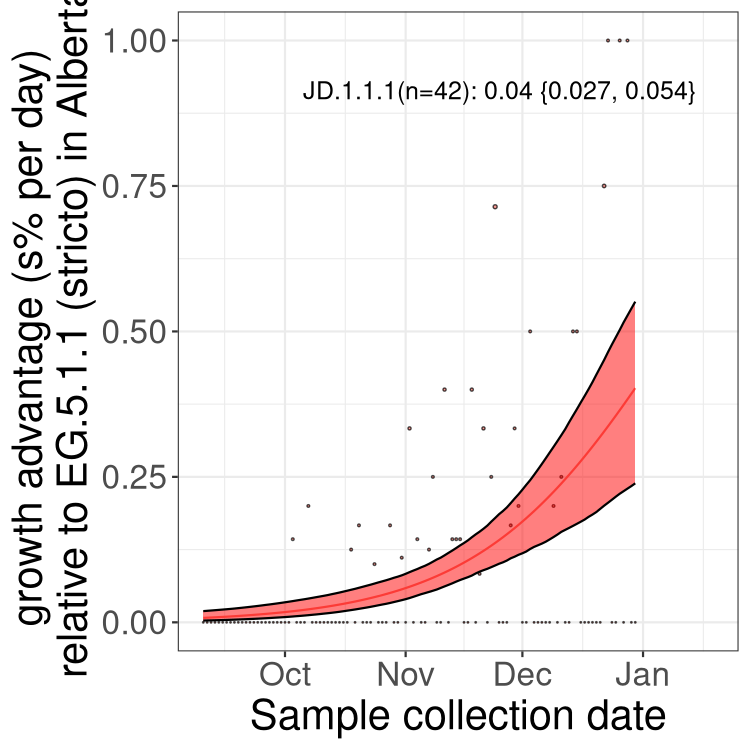 growth advantage (s% per day)
relative to EG.5.1.1 (stricto) in Alberta
1.00
0.75
0.50
0.25
0.00
JD.1.1.1(n=42): 0.04 {0.027, 0.054}
Oct
Nov
Dec
Jan
Sample collection date